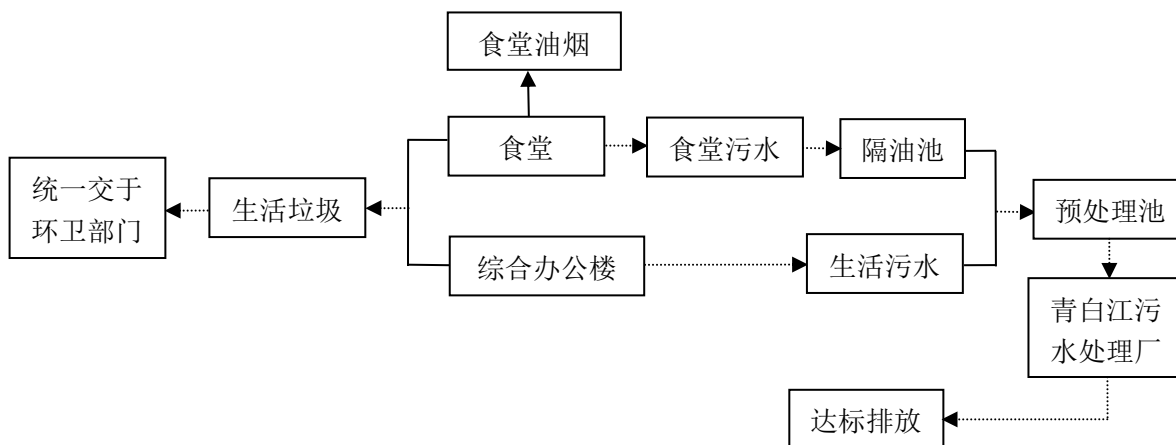 食堂油烟
食堂
食堂污水
隔油池
统一交于
环卫部门
生活垃圾
预处理池
综合办公楼
生活污水
青白江污
水处理厂
达标排放